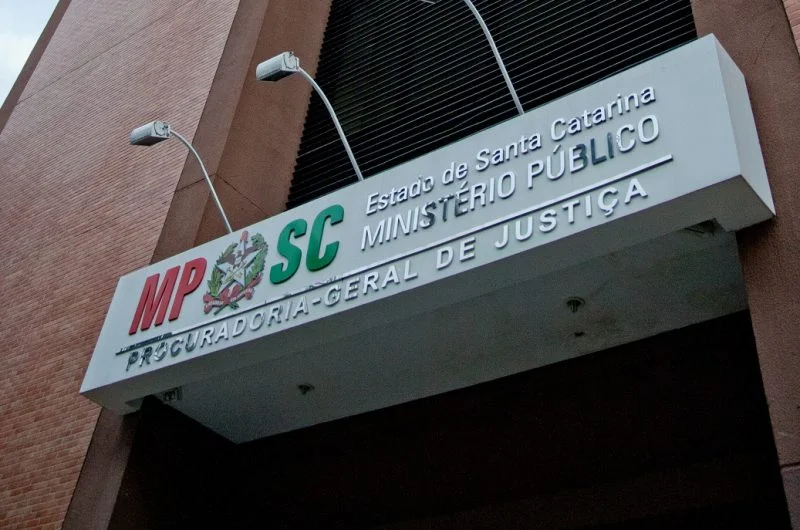 MP SC
Estado de Santa Catarina
MINISTÉRIO PÚBLICO
PROCURADORIA-GERAL DE JUSTIÇA